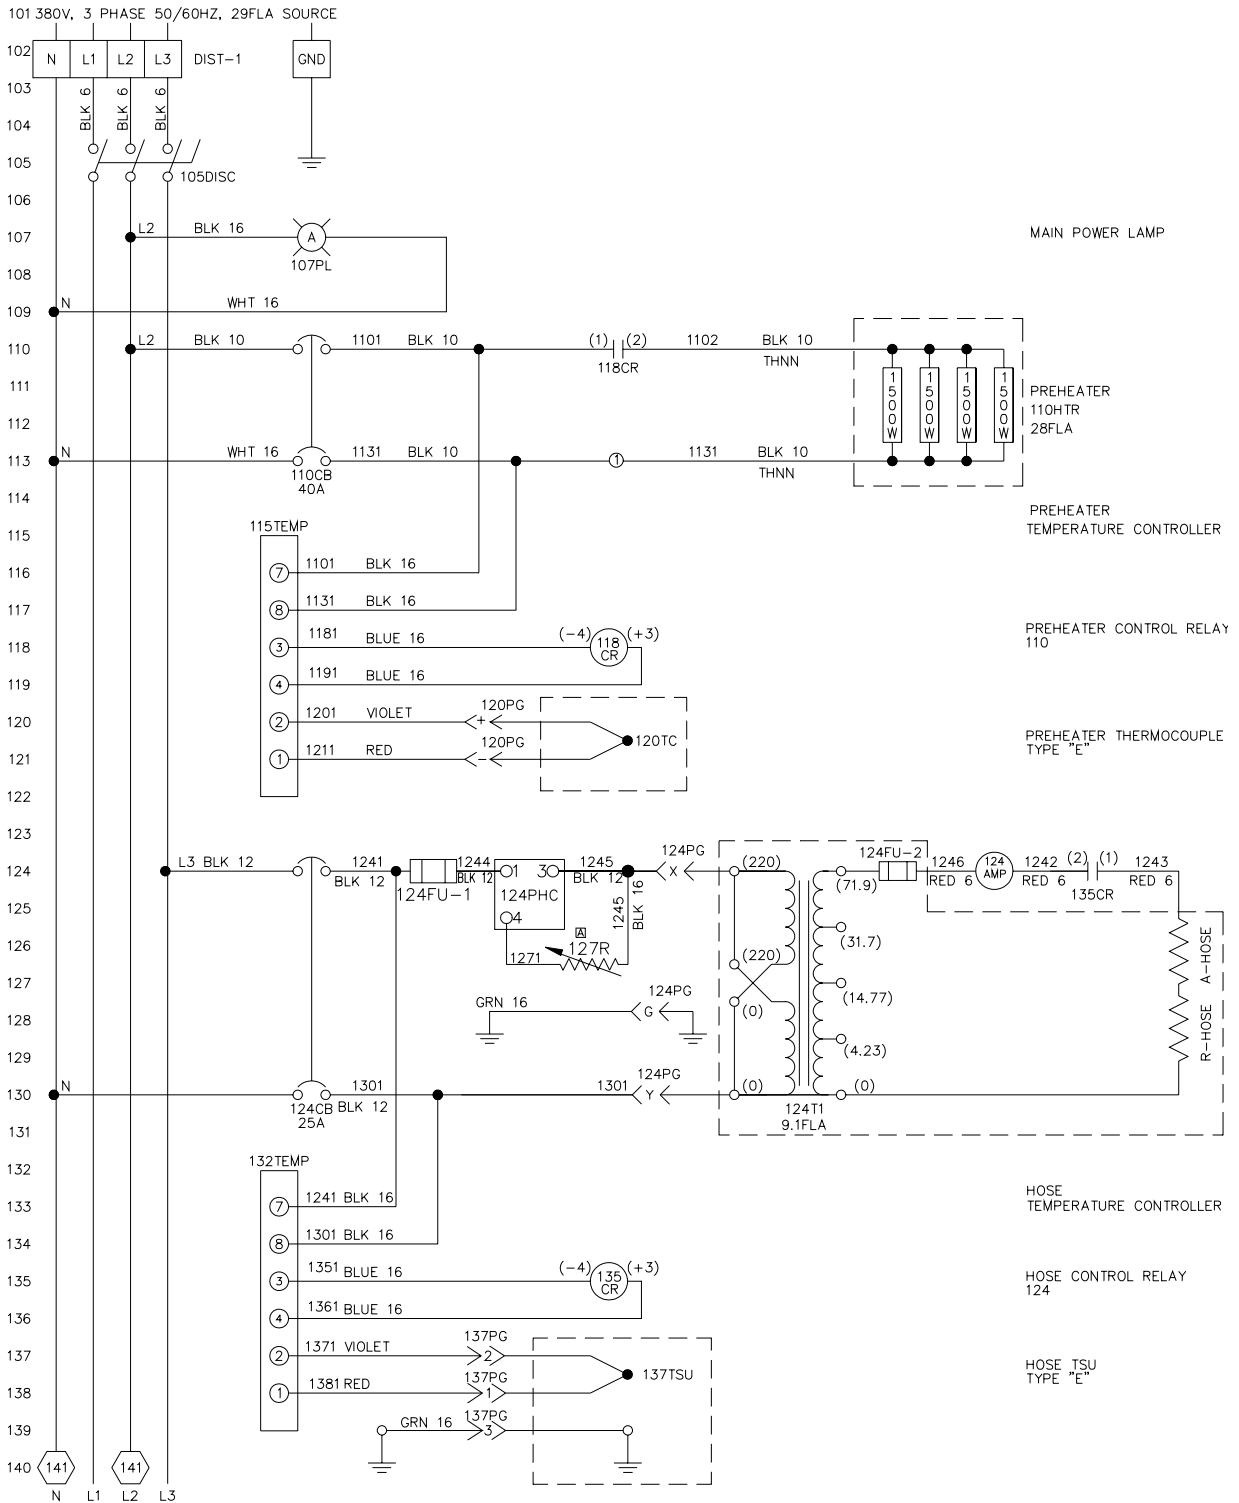 101 380V, 3 PHASE 50/60HZ, 29FLA SOURCE
102 N L1 L2 L3 DIST-1 GND
103
BLK 6 BLK 6 BLK 6
104
105
105DISC
106
L2 BLK 16
107 A MAIN POWER LAMP
107PL
108
N WHT 16
109
110 L2 BLK 10 1101 BLK 10 (1) (2) 1102 BLK 10
118CR THNN
111
1500W 1500W 1500W 1500W
PREHEATER
110HTR
28FLA
112
113 N WHT 16 1131 BLK 10 1 1131 BLK 10
110CB THNN
40A
114
PREHEATER
TEMPERATURE CONTROLLER
115 115TEMP
116 7 1101 BLK 16
117 8 1131 BLK 16
118 3 1181 BLUE 16 (-4) 118 CR (+3)
PREHEATER CONTROL RELAY
110
119 4 1191 BLUE 16
120 2 1201 VIOLET + 120PG
120TC
PREHEATER THERMOCOUPLE
TYPE "E"
121 1 1211 RED - 120PG
122
123
124 L3 BLK 12 1241 BLK 12 124FU-1 1244 BLK 12 1 3 124PHC 1245 BLK 12 X 124PG (220) (71.9) 124FU-2 1246 RED 6 124 AMP 1242 RED 6 (2) (1) 135CR 1243 RED 6
125 4 1245 BLK 16
126 A 127R (31.7) A-HOSE
1271 (220)
127
GRN 16 G 124PG (0) (14.77)
128 R-HOSE
129 (4.23)
130 N 1301 BLK 12 1301 Y 124PG (0) (0)
124CB
25A
124T1
9.1FLA
131
132 132TEMP
133 7 1241 BLK 16
HOSE
TEMPERATURE CONTROLLER
134 8 1301 BLK 16
135 3 1351 BLUE 16 (-4) 135 CR (+3)
HOSE CONTROL RELAY
124
136 4 1361 BLUE 16
137 2 1371 VIOLET 2 137PG
137TSU
HOSE TSU
TYPE "E"
138 1 1381 RED 1 137PG
139 GRN 16 3 137PG
140 141 141
N L1 L2 L3